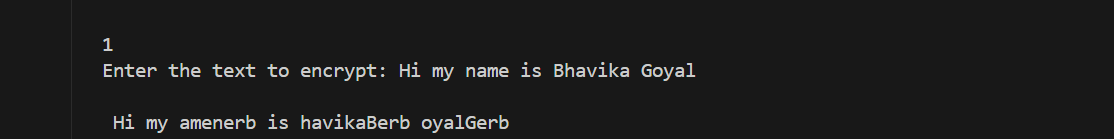 1
Enter the text to encrypt: Hi my name is Bhavika Goyal
Hi my amenerb is havikaBerb oyalGerb